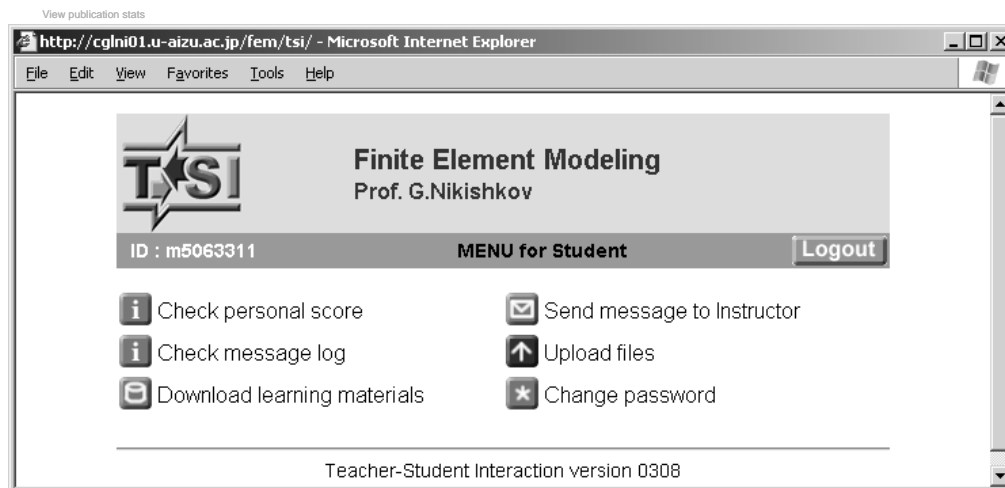 View publication stats
http://cglni01.u-aizu.ac.jp/fem/tsi/ - Microsoft Internet Explorer
File Edit View Favorites Tools Help
TSI
Finite Element Modeling
Prof. G.Nikishkov
ID : m5063311 MENU for Student Logout
i Check personal score Send message to Instructor
i Check message log Upload files
Download learning materials * Change password
Teacher-Student Interaction version 0308